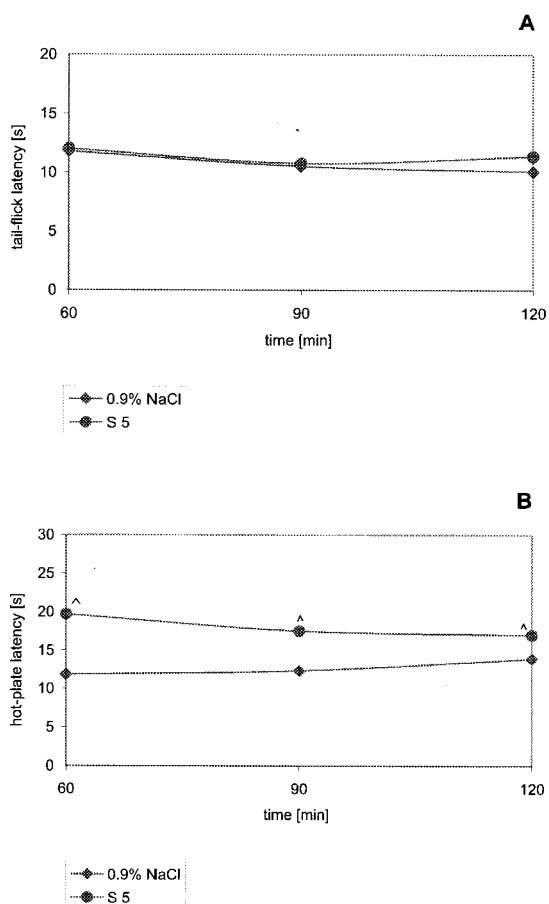 A
20
15
10
5
0
tail-flick latency [s]
60 90 120
time [min]
0.9% NaCl
S 5
B
30
25
20
15
10
5
0
hot-plate latency [s]
^ ^ ^
60 90 120
time [min]
0.9% NaCl
S 5